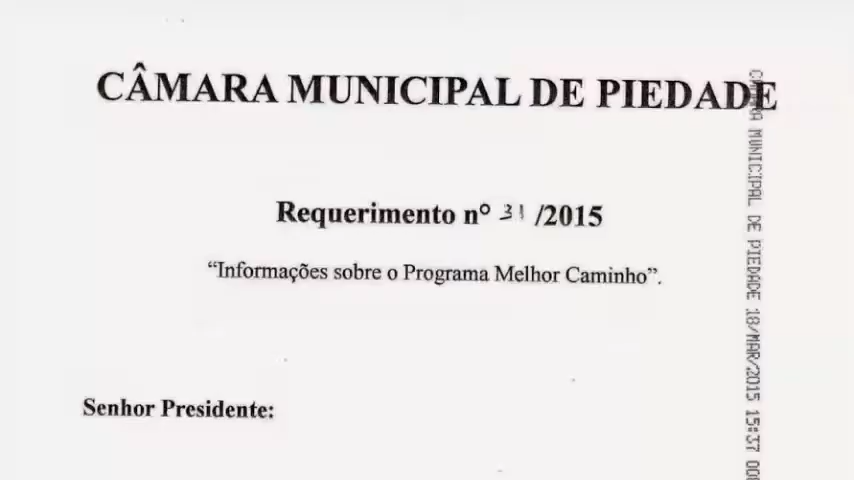 CÂMARA MUNICIPAL DE PIEDADE
Requerimento nº 31 /2015
“Informações sobre o Programa Melhor Caminho”.
Senhor Presidente:
CÂMARA MUNICIPAL DE PIEDADE 18/MAR/2015 15:37